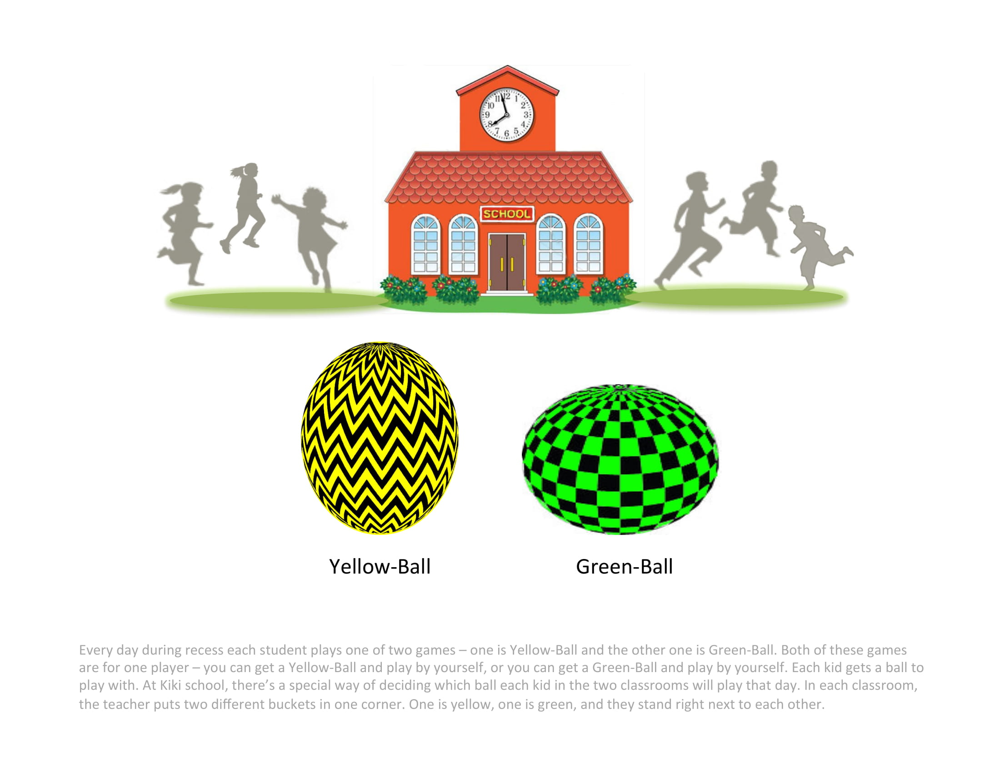 11 12 1
10 2
9 3
8 4
7 6 5
SCHOOL
Yellow-Ball Green-Ball
Every day during recess each student plays one of two games – one is Yellow-Ball and the other one is Green-Ball. Both of these games
are for one player – you can get a Yellow-Ball and play by yourself, or you can get a Green-Ball and play by yourself. Each kid gets a ball to
play with. At Kiki school, there’s a special way of deciding which ball each kid in the two classrooms will play that day. In each classroom,
the teacher puts two different buckets in one corner. One is yellow, one is green, and they stand right next to each other.